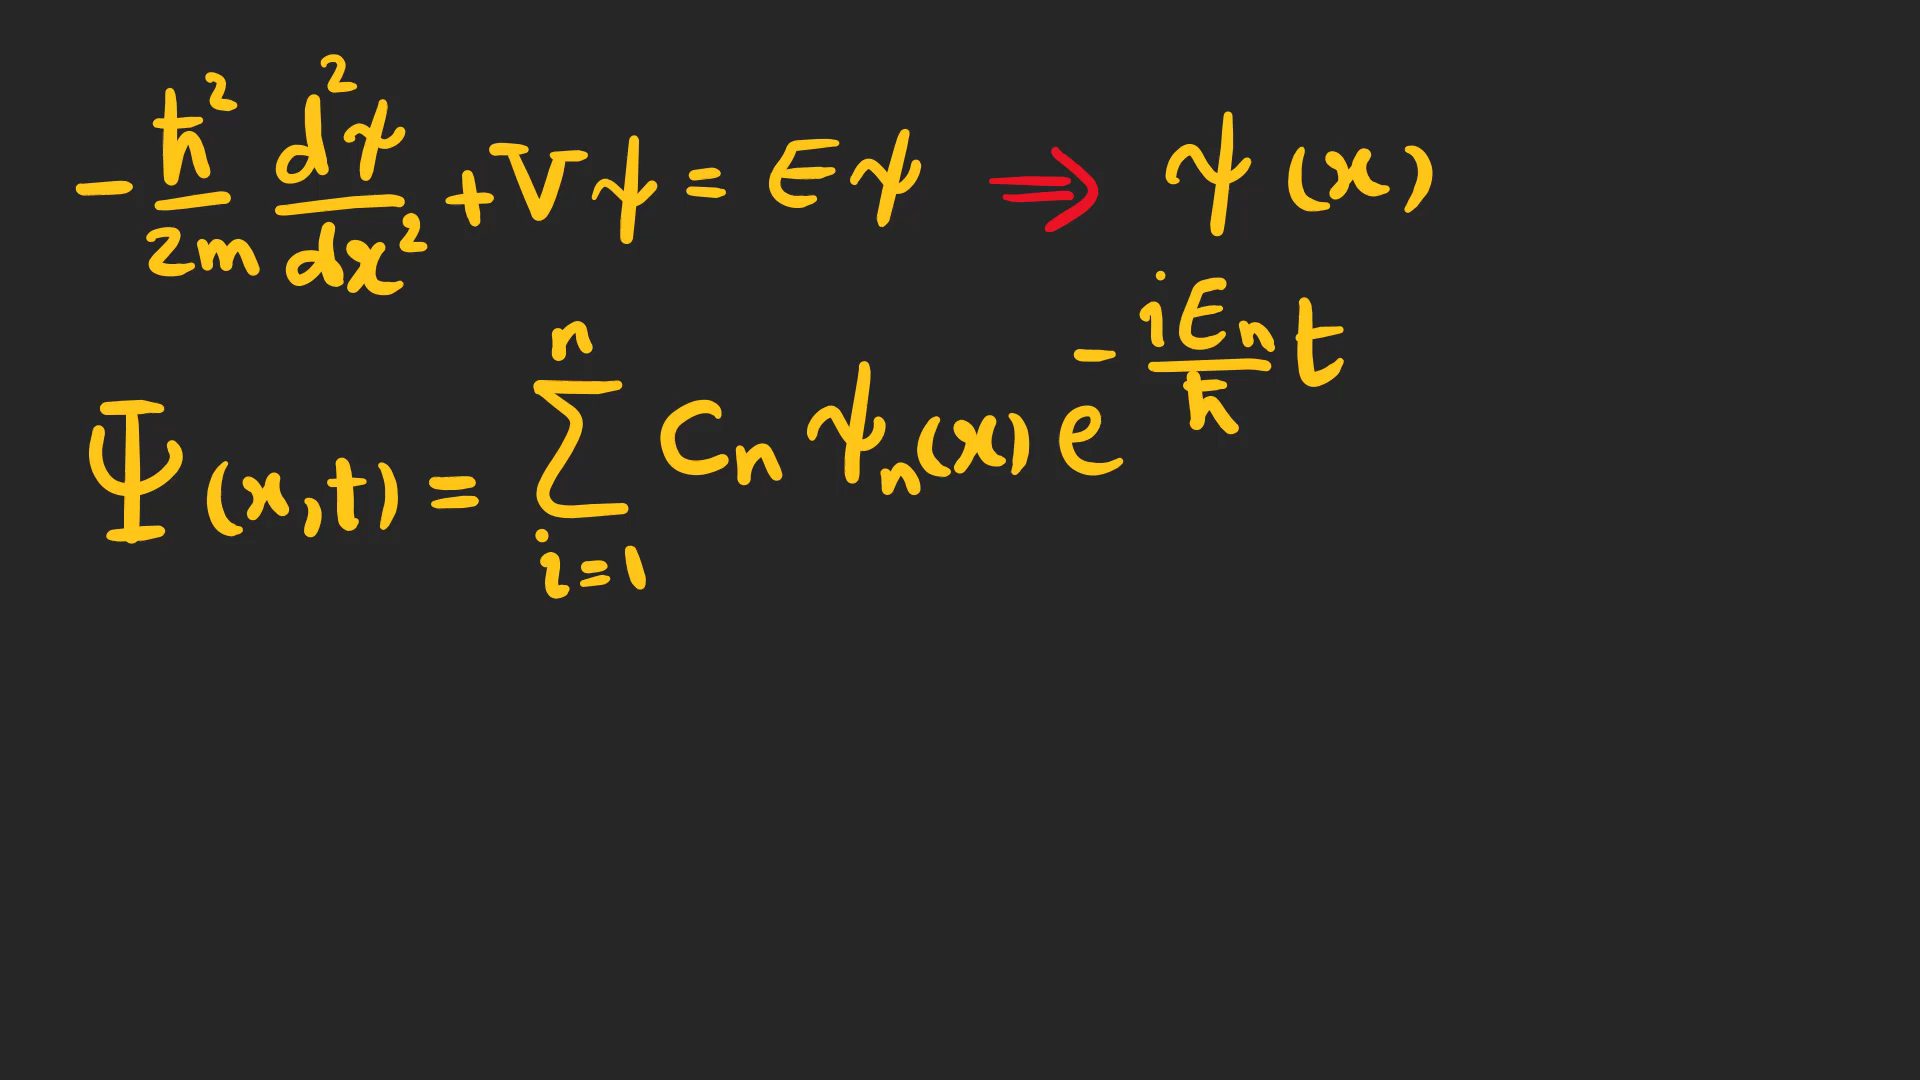 -ħ²/2m d²ψ/dx² + Vψ = Eψ ⇒ ψ(x)
Ψ(x,t) = Σ_{i=1}^{n} Cₙ ψₙ(x) e^{-iEₙ/ħ t}